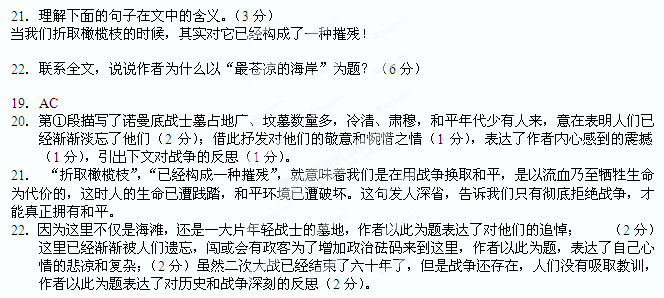 21. 理解下面的句子在文中的含义。（3 分）
当我们折取橄榄枝的时候，其实对它已经构成了一种摧残！
22. 联系全文，说说作者为什么以“最苍凉的海岸”为题？（6 分）
19. AC
20. 第①段描写了诺曼底战士墓占地广、坟墓数量多，冷清、肃穆，和平年代少有人来，意在表明人们已
经渐渐淡忘了他们（2 分）；借此抒发对他们的敬意和惋惜之情（1 分），表达了作者内心感到的震撼
（1 分），引出下文对战争的反思（1 分）。
21. “折取橄榄枝”，“已经构成一种摧残”，就意味着我们是在用战争换取和平，是以流血乃至牺牲生命
为代价的，这时人的生命已遭践踏，和平环境已遭破坏。这句发人深省，告诉我们只有彻底拒绝战争，才
能真正拥有和平。
22. 因为这里不仅是海滩，还是一大片年轻战士的墓地，作者以此为题表达了对他们的追悼； （2 分）
这里已经渐渐被人们遗忘，间或会有政客为了增加政治砝码来到这里，作者以此为题，表达了自己心
情的悲凉和复杂；（2 分）虽然二次大战已经结束了六十年了，但是战争还存在，人们没有吸取教训，
作者以此为题表达了对历史和战争深刻的反思（2 分）。